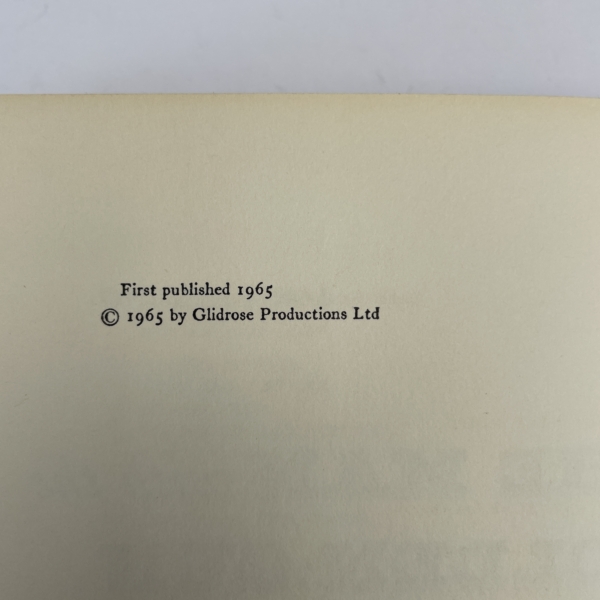 First published 1965
© 1965 by Glidrose Productions Ltd